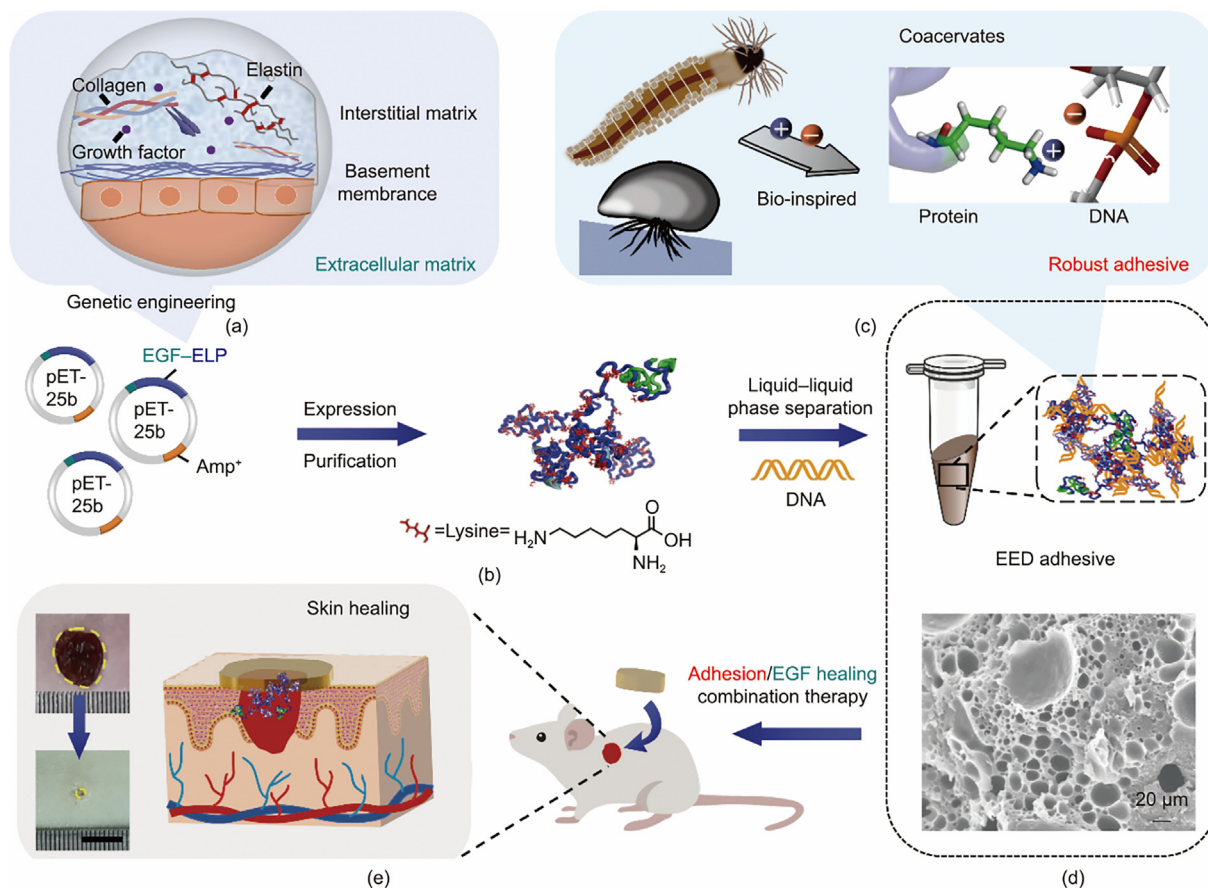 Collagen
Elastin
Growth factor
Interstitial matrix
Basement
membrance
Extracellular matrix
(a)
Coacervates
+
−
Bio-inspired
−
+
Protein
DNA
Robust adhesive
(c)
Genetic engineering
EGF–ELP
pET-
25b
pET-
25b
pET-
25b
Amp+
Expression
Purification
=Lysine=
H2N
O
OH
NH2
(b)
Liquid–liquid
phase separation
DNA
EED adhesive
20 μm
(d)
Adhesion/EGF healing
combination therapy
Skin healing
(e)